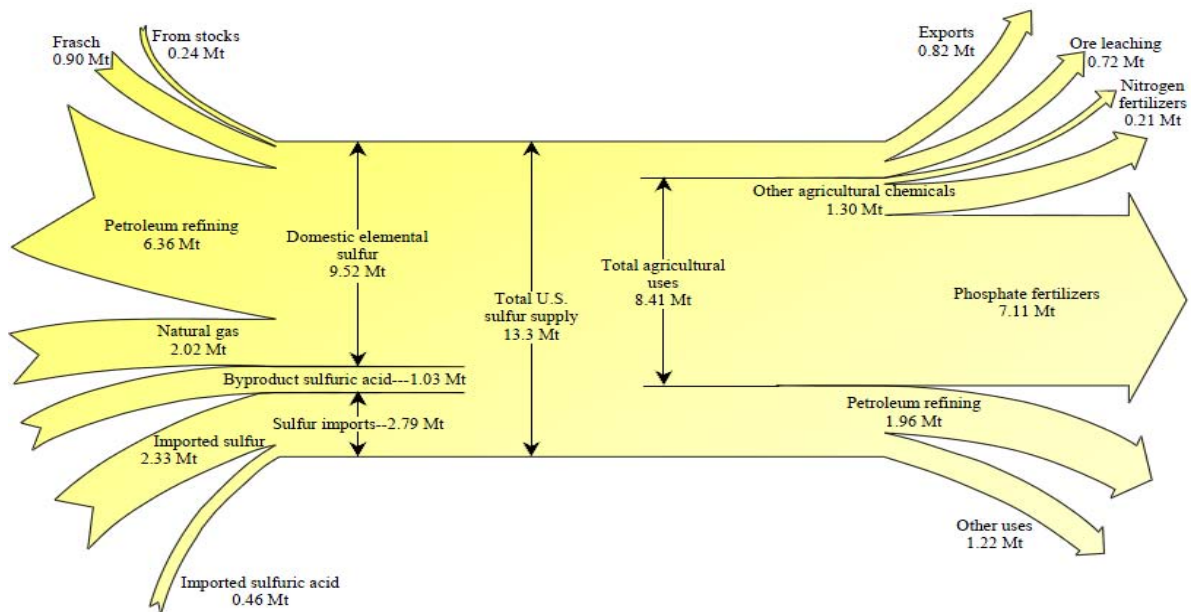 Frasch
0.90 Mt
From stocks
0.24 Mt
Petroleum refining
6.36 Mt
Natural gas
2.02 Mt
Imported sulfur
2.33 Mt
Imported sulfuric acid
0.46 Mt
Domestic elemental
sulfur
9.52 Mt
Byproduct sulfuric acid---1.03 Mt
Sulfur imports--2.79 Mt
Total U.S.
sulfur supply
13.3 Mt
Total agricultural
uses
8.41 Mt
Exports
0.82 Mt
Ore leaching
0.72 Mt
Nitrogen
fertilizers
0.21 Mt
Other agricultural chemicals
1.30 Mt
Phosphate fertilizers
7.11 Mt
Petroleum refining
1.96 Mt
Other uses
1.22 Mt